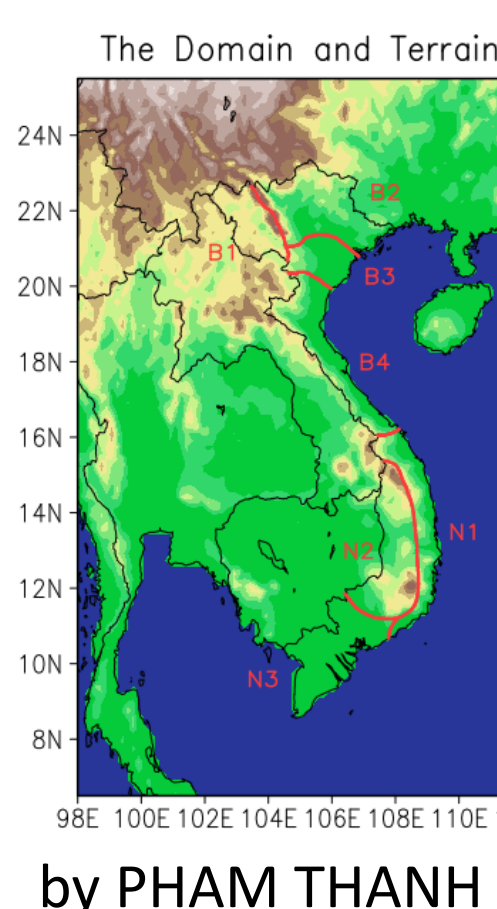 The Domain and Terrain
24N
22N
20N
18N
16N
14N
12N
10N
8N
B2
B1
B3
B4
N1
N2
N3
98E 100E 102E 104E 106E 108E 110E
by PHAM THANH